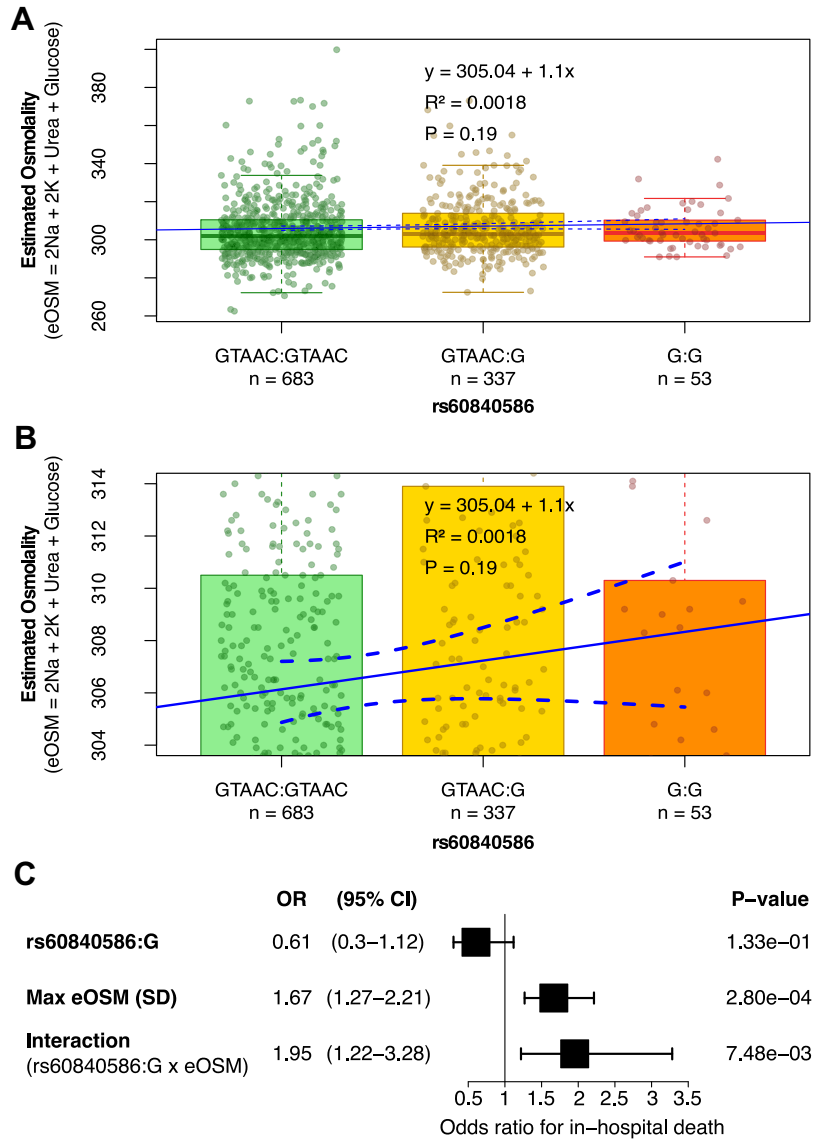 A
Estimated Osmolality
(eOSM = 2Na + 2K + Urea + Glucose)
380
340
300
260
y = 305.04 + 1.1x
R² = 0.0018
P = 0.19
GTAAC:GTAAC
n = 683
GTAAC:G
n = 337
G:G
n = 53
rs60840586
B
Estimated Osmolality
(eOSM = 2Na + 2K + Urea + Glucose)
314
312
310
308
306
304
y = 305.04 + 1.1x
R² = 0.0018
P = 0.19
GTAAC:GTAAC
n = 683
GTAAC:G
n = 337
G:G
n = 53
rs60840586
C
OR (95% CI) P−value
rs60840586:G 0.61 (0.3−1.12) 1.33e−01
Max eOSM (SD) 1.67 (1.27−2.21) 2.80e−04
Interaction
(rs60840586:G x eOSM) 1.95 (1.22−3.28) 7.48e−03
0.5 1 1.5 2 2.5 3 3.5
Odds ratio for in−hospital death